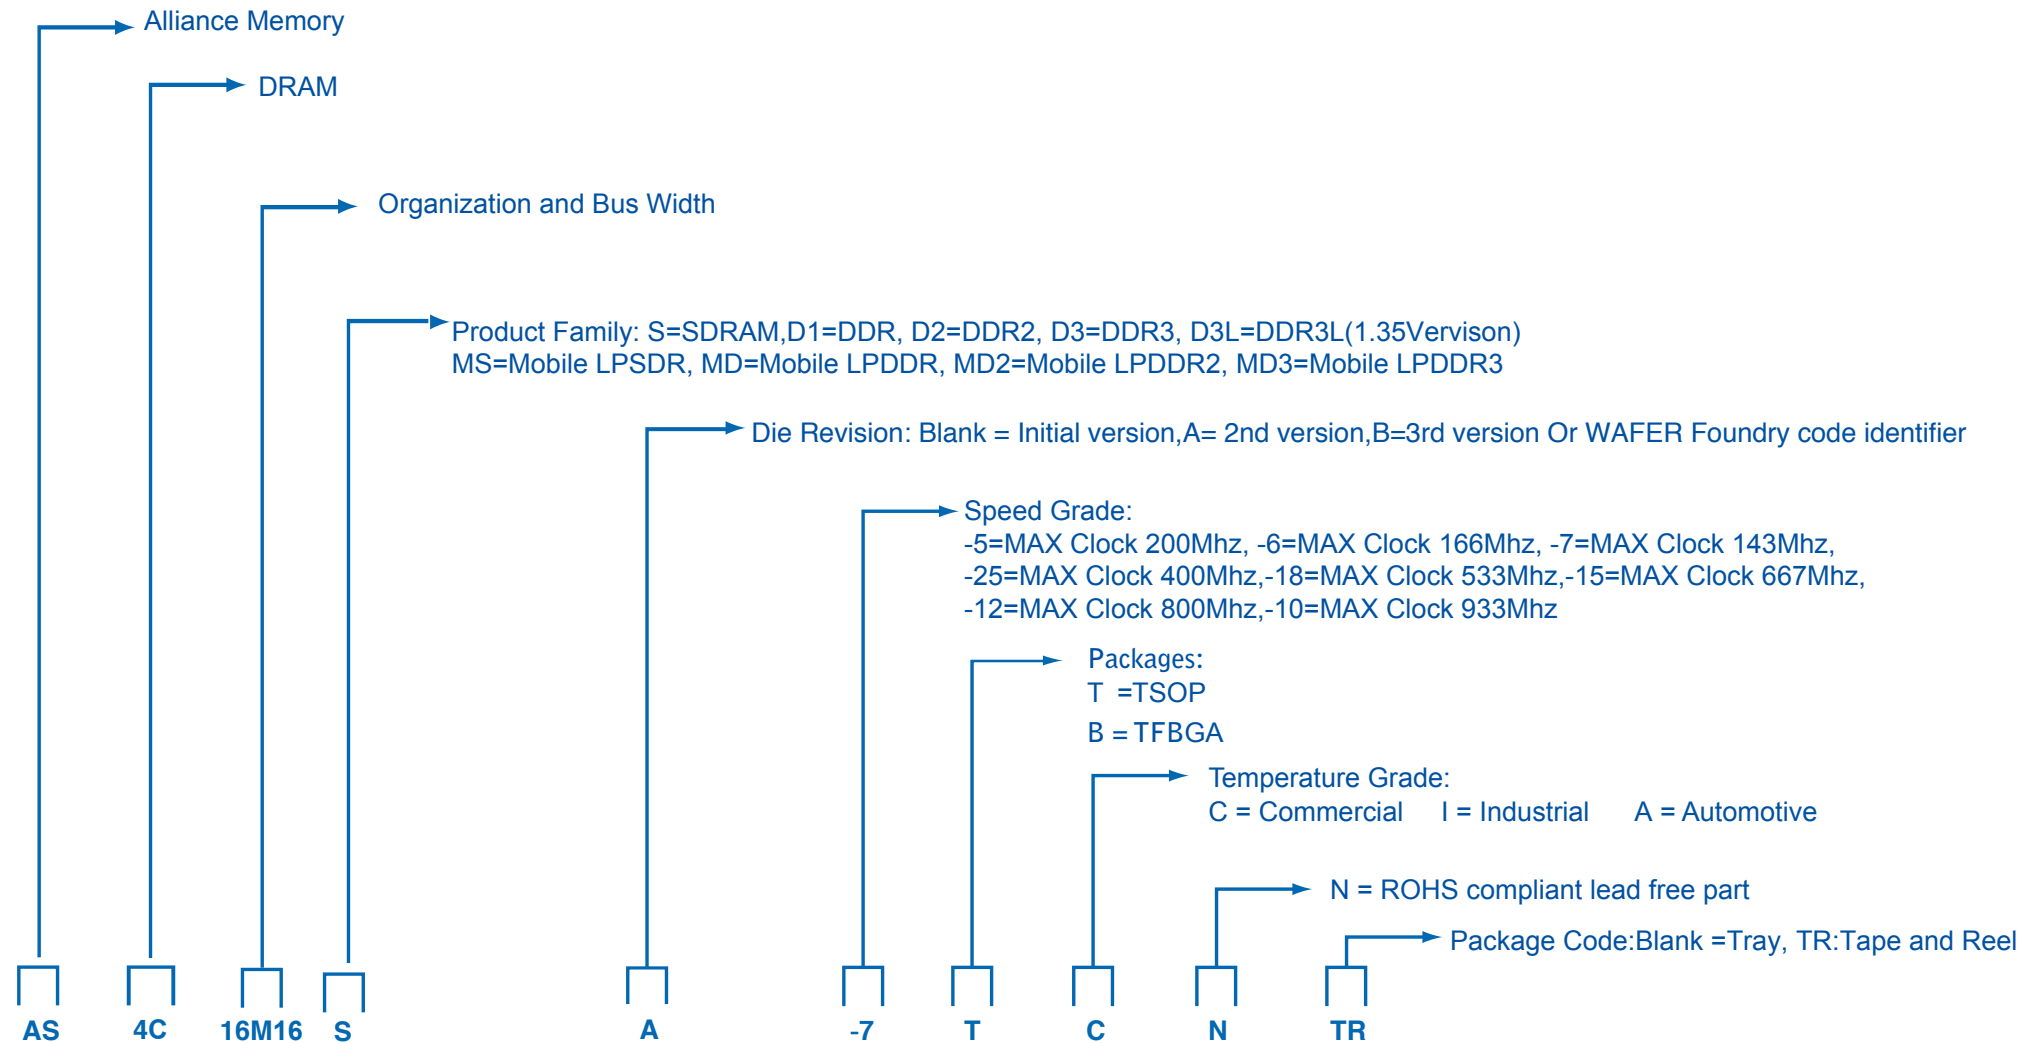 Alliance Memory
DRAM
Organization and Bus Width
Product Family: S=SDRAM,D1=DDR, D2=DDR2, D3=DDR3, D3L=DDR3L(1.35Vervison)
MS=Mobile LPSDR, MD=Mobile LPDDR, MD2=Mobile LPDDR2, MD3=Mobile LPDDR3
Die Revision: Blank = Initial version,A= 2nd version,B=3rd version Or WAFER Foundry code identifier
Speed Grade:
-5=MAX Clock 200Mhz, -6=MAX Clock 166Mhz, -7=MAX Clock 143Mhz,
-25=MAX Clock 400Mhz,-18=MAX Clock 533Mhz,-15=MAX Clock 667Mhz,
-12=MAX Clock 800Mhz,-10=MAX Clock 933Mhz
Packages:
T =TSOP
B = TFBGA
Temperature Grade:
C = Commercial I = Industrial A = Automotive
N = ROHS compliant lead free part
Package Code:Blank =Tray, TR:Tape and Reel
AS 4C 16M16 S A -7 T C N TR